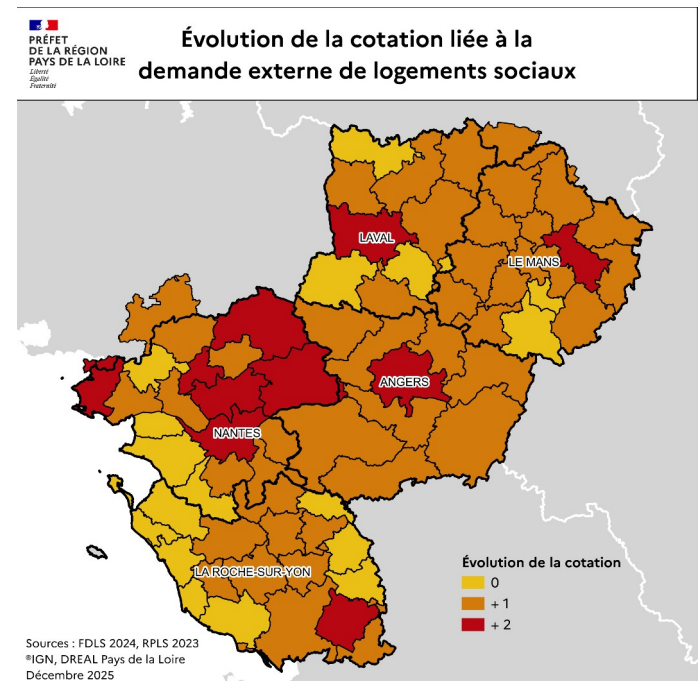 PRÉFET
DE LA RÉGION
PAYS DE LA LOIRE
Liberté
Égalité
Fraternité
Évolution de la cotation liée à la
demande externe de logements sociaux
LAVAL
LE MANS
ANGERS
NANTES
LA ROCHE-SUR-YON
Évolution de la cotation
0
+ 1
+ 2
Sources : FDLS 2024, RPLS 2023
®IGN, DREAL Pays de la Loire
Décembre 2025